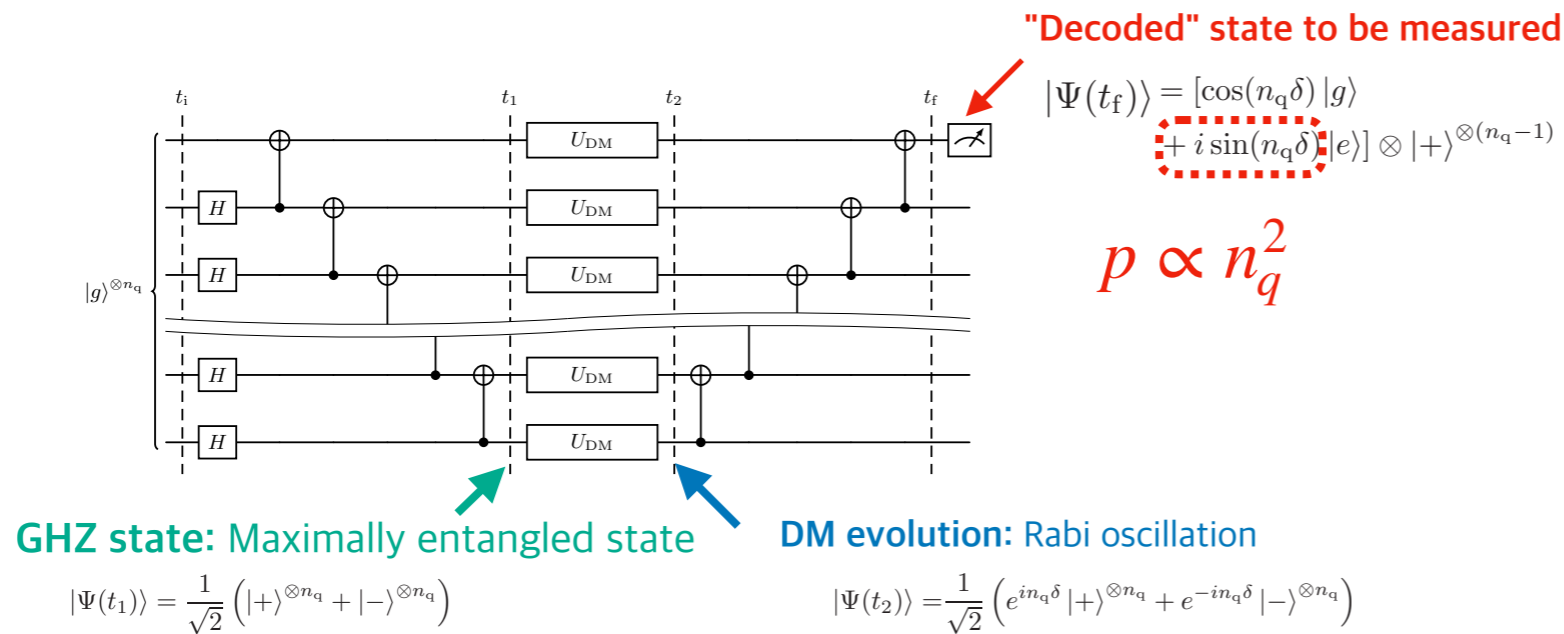 "Decoded" state to be measured
|Ψ(t_f)⟩ = [cos(n_q δ) |g⟩
+ i sin(n_q δ) |e⟩] ⊗ |+⟩^{⊗(n_q−1)}
p ∝ n_q^2
t_i t_1 t_2 t_f
U_DM
H U_DM
H U_DM
|g⟩^{⊗n_q}
H U_DM
H U_DM
GHZ state: Maximally entangled state
|Ψ(t_1)⟩ = 1/√2 (|+⟩^{⊗n_q} + |−⟩^{⊗n_q})
DM evolution: Rabi oscillation
|Ψ(t_2)⟩ = 1/√2 (e^{in_qδ} |+⟩^{⊗n_q} + e^{−in_qδ} |−⟩^{⊗n_q})